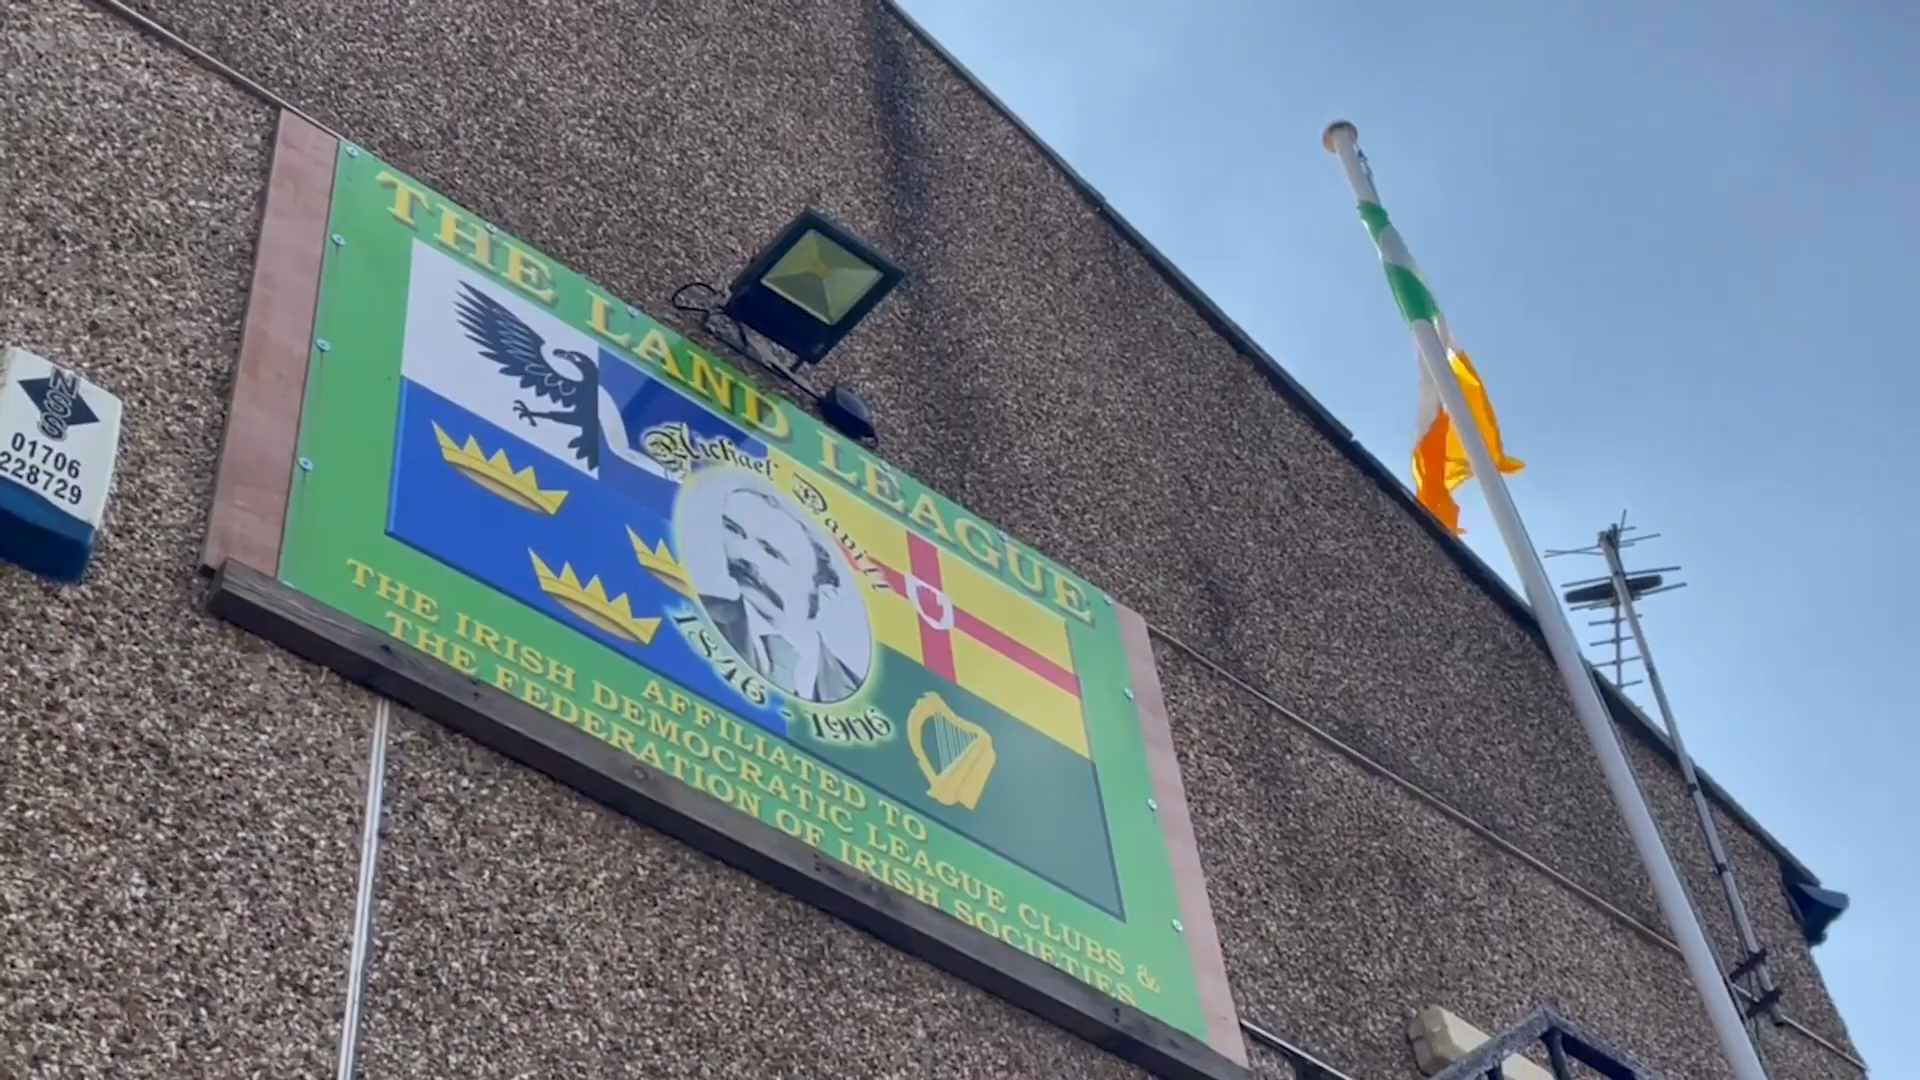 THE LAND LEAGUE
Michael Davitt
1846 - 1906
AFFILIATED TO
THE IRISH DEMOCRATIC LEAGUE CLUBS &
THE FEDERATION OF IRISH SOCIETIES
NSS
01706
228729